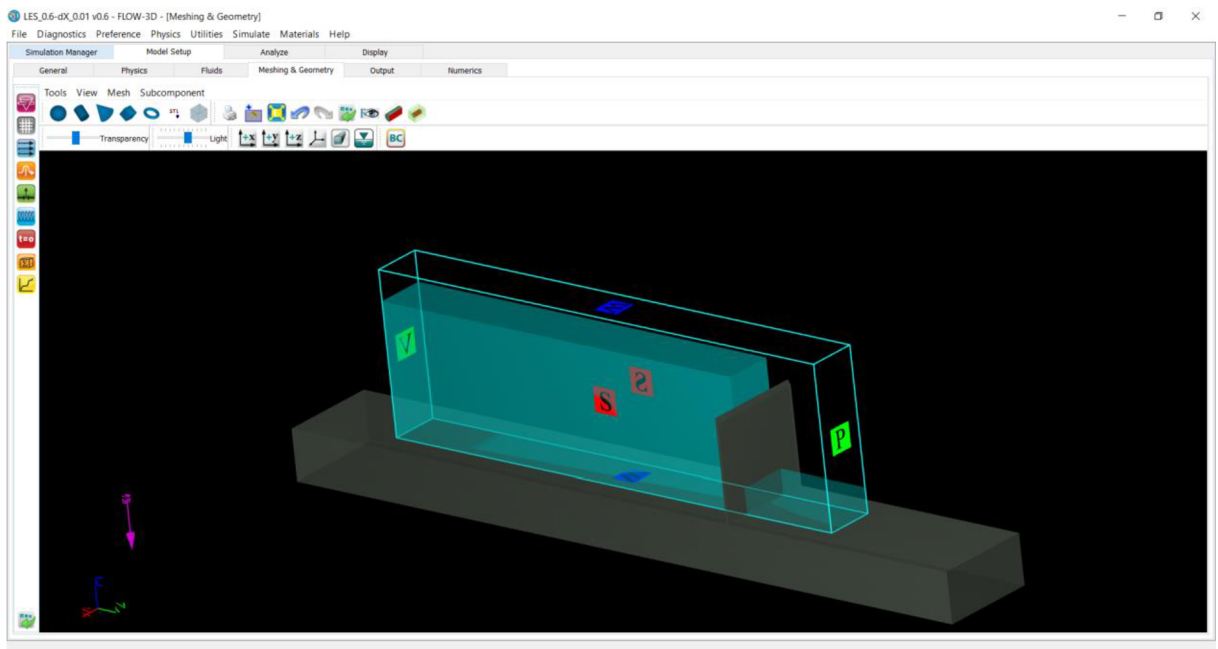 LES_0.6-dX_0.01 v0.6 - FLOW-3D - [Meshing & Geometry]
File Diagnostics Preference Physics Utilities Simulate Materials Help
Simulation Manager Model Setup Analyze Display
General Physics Fluids Meshing & Geometry Output Numerics
Tools View Mesh Subcomponent
STL
Transparency Light +X +Y +Z BC
t=0
V
S
S
P